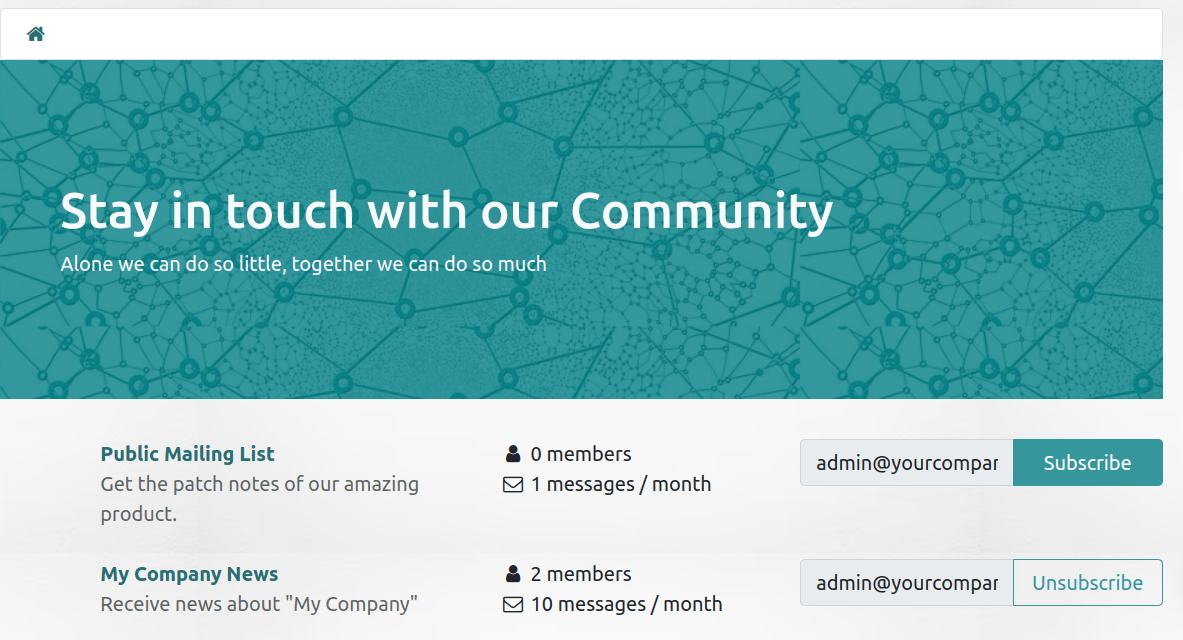 Stay in touch with our Community
Alone we can do so little, together we can do so much
Public Mailing List
Get the patch notes of our amazing
product.
0 members
1 messages / month
admin@yourcompar
Subscribe
My Company News
Receive news about "My Company"
2 members
10 messages / month
admin@yourcompar
Unsubscribe